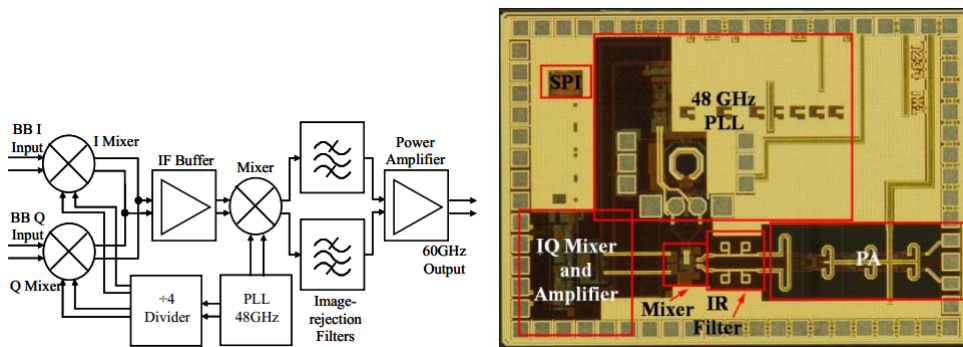 BB I
Input
I Mixer
IF Buffer
Mixer
Power
Amplifier
BB Q
Input
Q Mixer
60GHz
Output
÷4
Divider
PLL
48GHz
Image-
rejection
Filters
SPI
48 GHz
PLL
IQ Mixer
and
Amplifier
Mixer
IR
Filter
PA